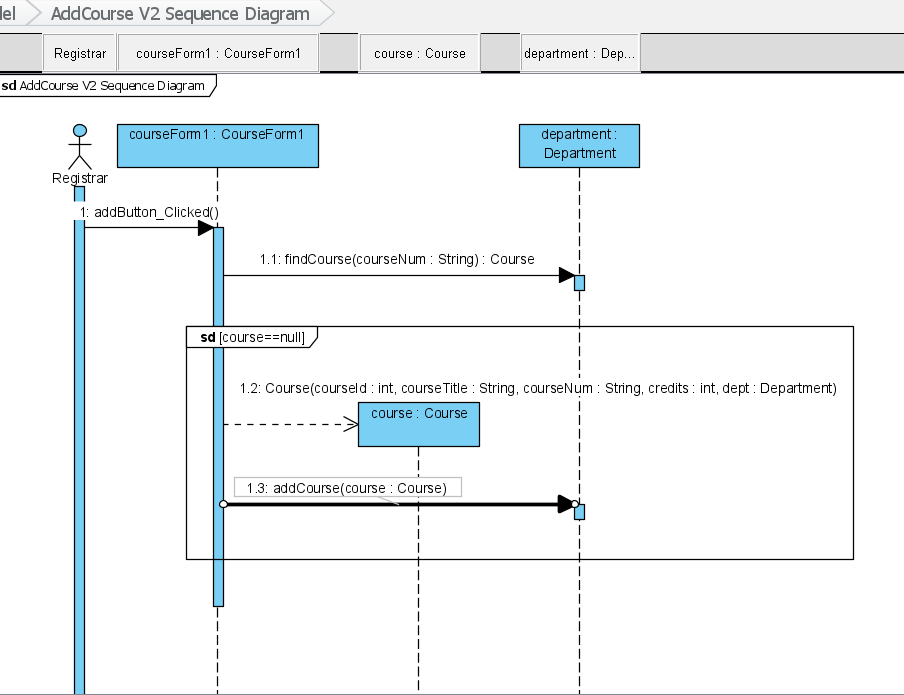 lel
AddCourse V2 Sequence Diagram
Registrar
courseForm1 : CourseForm1
course : Course
department : Dep...
sd AddCourse V2 Sequence Diagram
courseForm1 : CourseForm1
department :
Department
Registrar
1: addButton_Clicked()
1.1: findCourse(courseNum : String) : Course
sd [course==null]
1.2: Course(courseId : int, courseTitle : String, courseNum : String, credits : int, dept : Department)
course : Course
1.3: addCourse(course : Course)